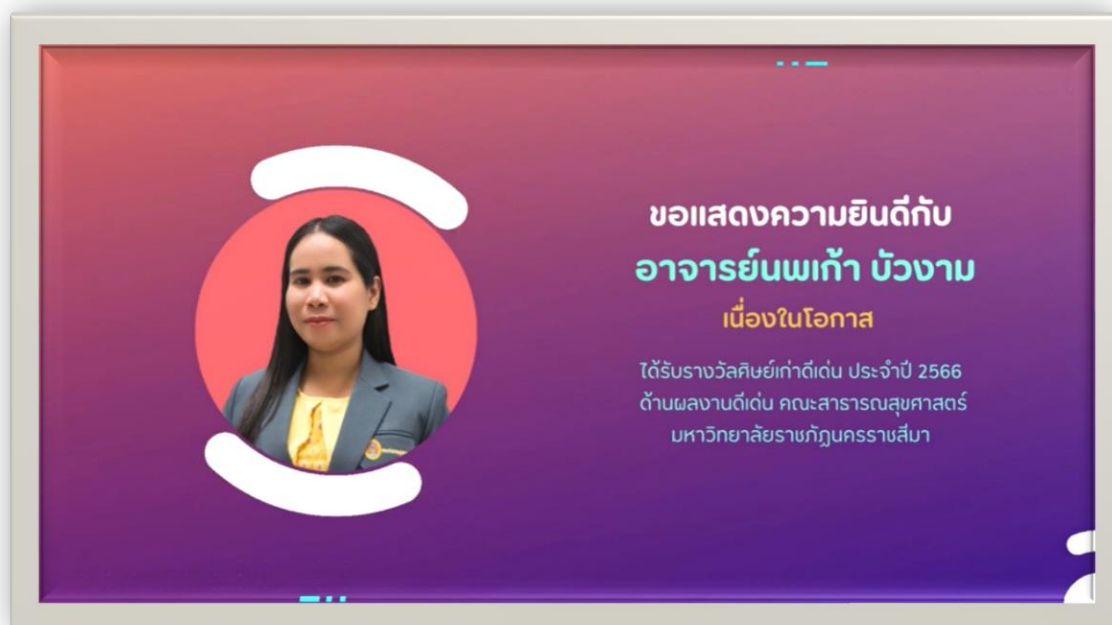 ขอแสดงความยินดีกับ
อาจารย์นพเก้า บัวงาม
เนื่องในโอกาส
ได้รับรางวัลศิษย์เก่าดีเด่น ประจำปี 2566
ด้านผลงานดีเด่น คณะสาธารณสุขศาสตร์
มหาวิทยาลัยราชภัฏนครราชสีมา